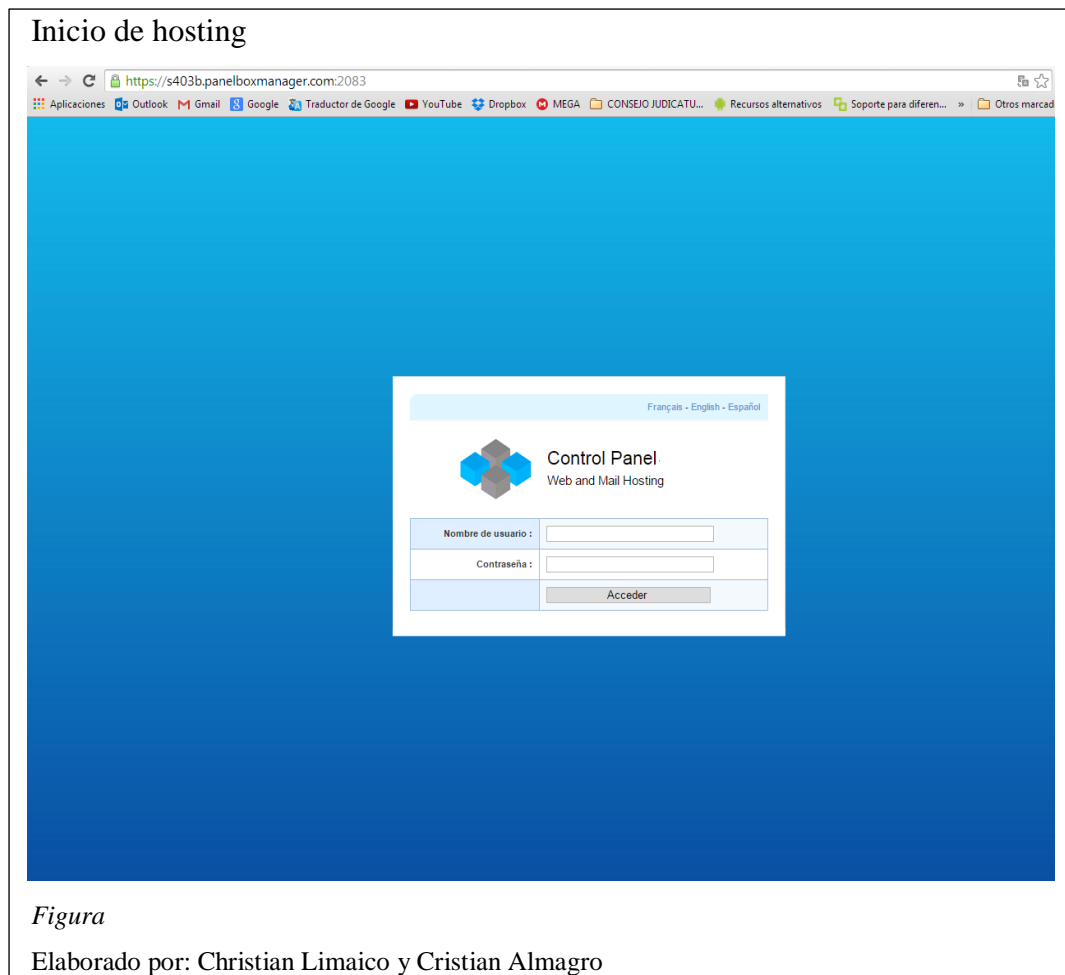 Inicio de hosting
https://s403b.panelboxmanager.com:2083
Aplicaciones Outlook Gmail Google Traductor de Google YouTube Dropbox MEGA CONSEJO JUDICATU... Recursos alternativos Soporte para diferen... » Otros marcad
Français - English - Español
Control Panel
Web and Mail Hosting
Nombre de usuario :
Contraseña :
Acceder
Figura
Elaborado por: Christian Limaico y Cristian Almagro